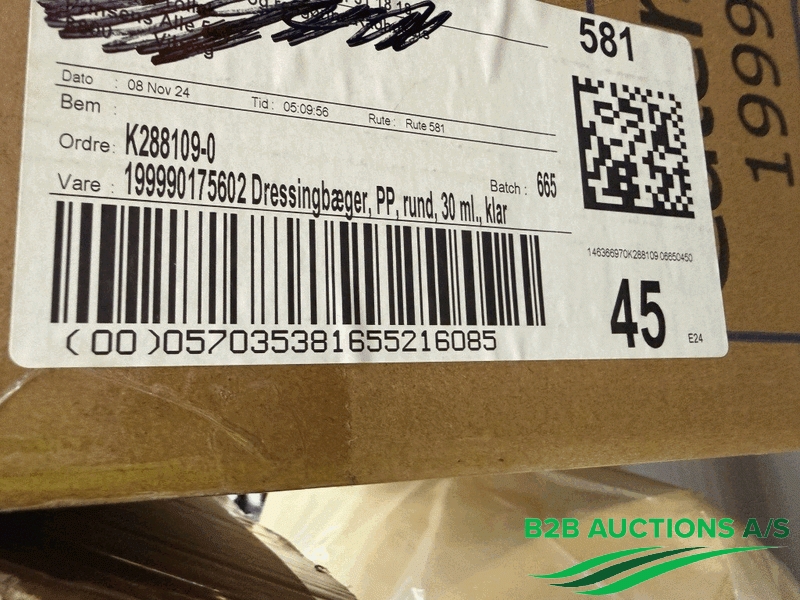 581
1999
Dato : 08 Nov 24 Tid : 05:09:56 Rute : Rute 581
Bem :
Ordre: K288109-0
Vare : 199990175602 Dressingbæger, PP, rund, 30 ml., klar Batch : 665
146366970K288109 06650450
45
E24
(00)057035381655216085
B2B AUCTIONS A/S